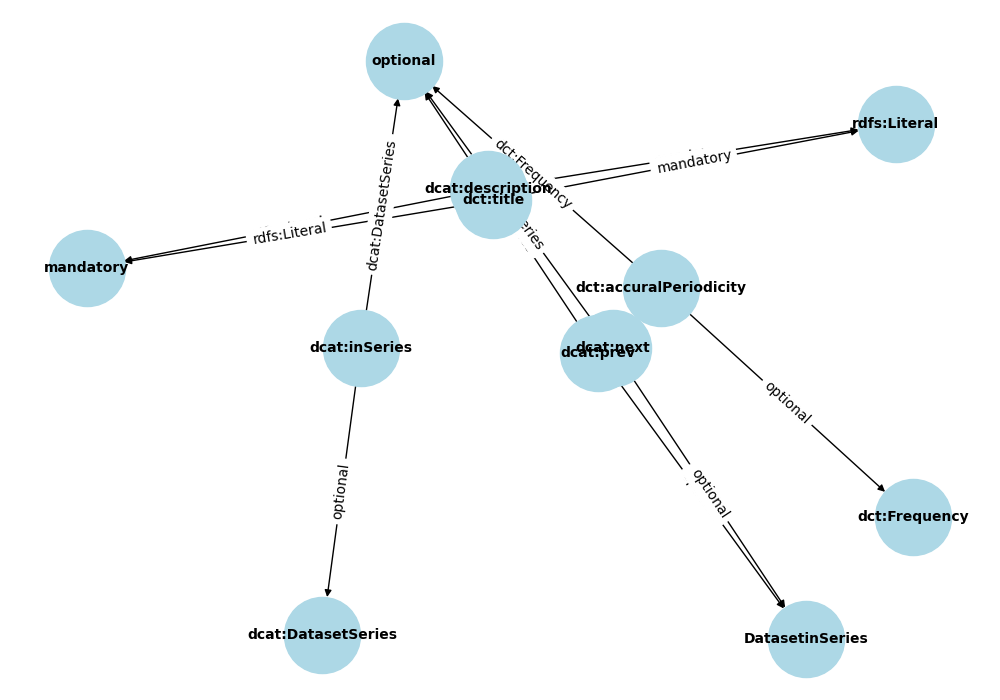 optional
rdfs:Literal
dct:Frequency
mandatory
dcat:description
dct:title
dcat:DatasetSeries
rdfs:Literal
mandatory
dct:accuralPeriodicity
dcat:inSeries
dcat:next
dcat:prev
optional
optional
optional
dct:Frequency
dcat:DatasetSeries
DatasetinSeries